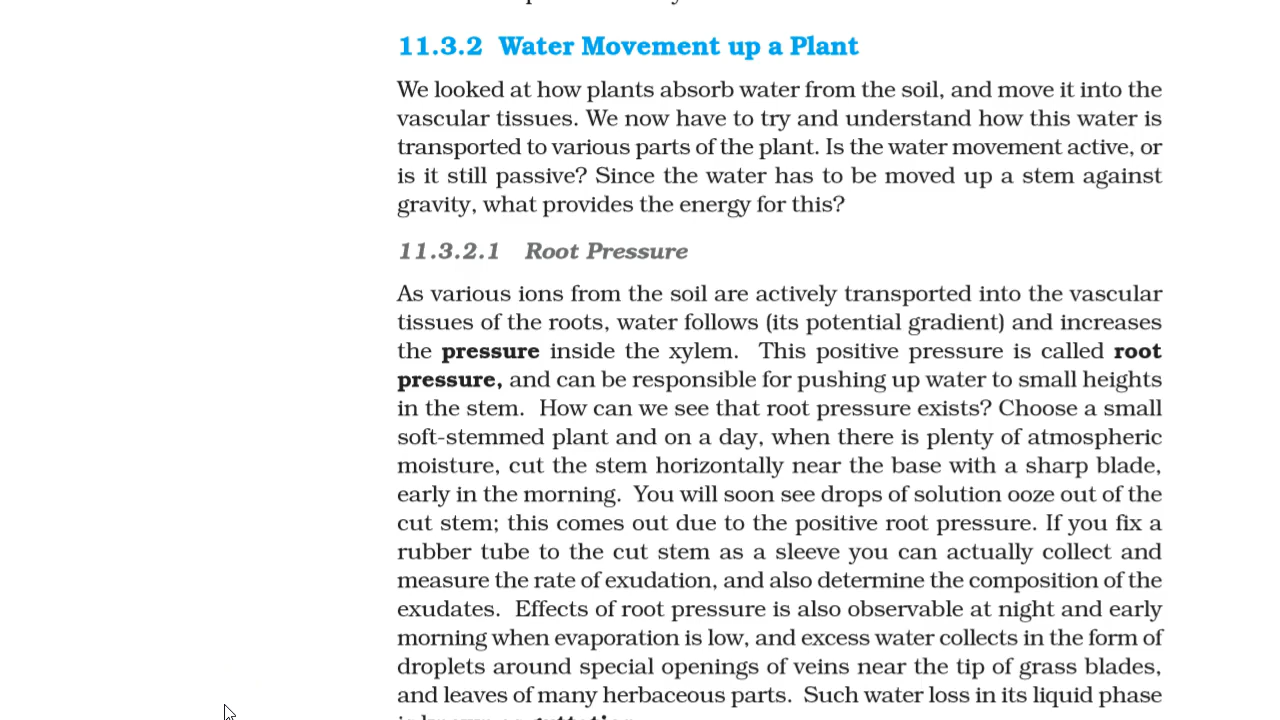 11.3.2 Water Movement up a Plant
We looked at how plants absorb water from the soil, and move it into the
vascular tissues. We now have to try and understand how this water is
transported to various parts of the plant. Is the water movement active, or
is it still passive? Since the water has to be moved up a stem against
gravity, what provides the energy for this?
11.3.2.1 Root Pressure
As various ions from the soil are actively transported into the vascular
tissues of the roots, water follows (its potential gradient) and increases
the pressure inside the xylem. This positive pressure is called root
pressure, and can be responsible for pushing up water to small heights
in the stem. How can we see that root pressure exists? Choose a small
soft-stemmed plant and on a day, when there is plenty of atmospheric
moisture, cut the stem horizontally near the base with a sharp blade,
early in the morning. You will soon see drops of solution ooze out of the
cut stem; this comes out due to the positive root pressure. If you fix a
rubber tube to the cut stem as a sleeve you can actually collect and
measure the rate of exudation, and also determine the composition of the
exudates. Effects of root pressure is also observable at night and early
morning when evaporation is low, and excess water collects in the form of
droplets around special openings of veins near the tip of grass blades,
and leaves of many herbaceous parts. Such water loss in its liquid phase